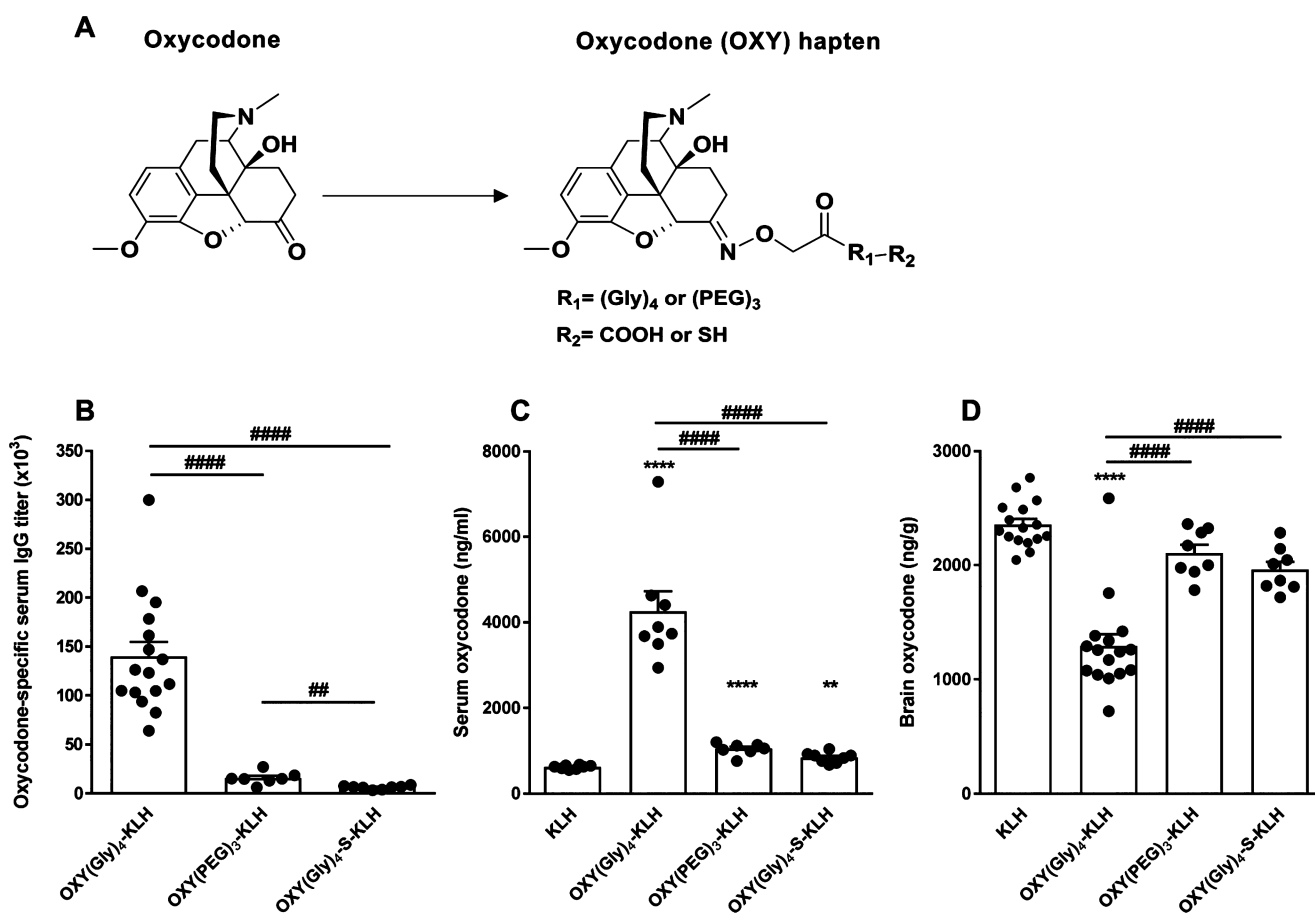 A
Oxycodone
Oxycodone (OXY) hapten
N
OH
O
O
O
N
OH
O
O
N
O
O
R₁–R₂
R₁= (Gly)₄ or (PEG)₃
R₂= COOH or SH
B
Oxycodone-specific serum IgG titer (x10³)
350
300
250
200
150
100
50
0
####
####
##
OXY(Gly)₄-KLH
OXY(PEG)₃-KLH
OXY(Gly)₄-S-KLH
C
Serum oxycodone (ng/ml)
8000
6000
4000
2000
0
####
####
****
****
**
KLH
OXY(Gly)₄-KLH
OXY(PEG)₃-KLH
OXY(Gly)₄-S-KLH
D
Brain oxycodone (ng/g)
3000
2000
1000
0
####
####
****
KLH
OXY(Gly)₄-KLH
OXY(PEG)₃-KLH
OXY(Gly)₄-S-KLH